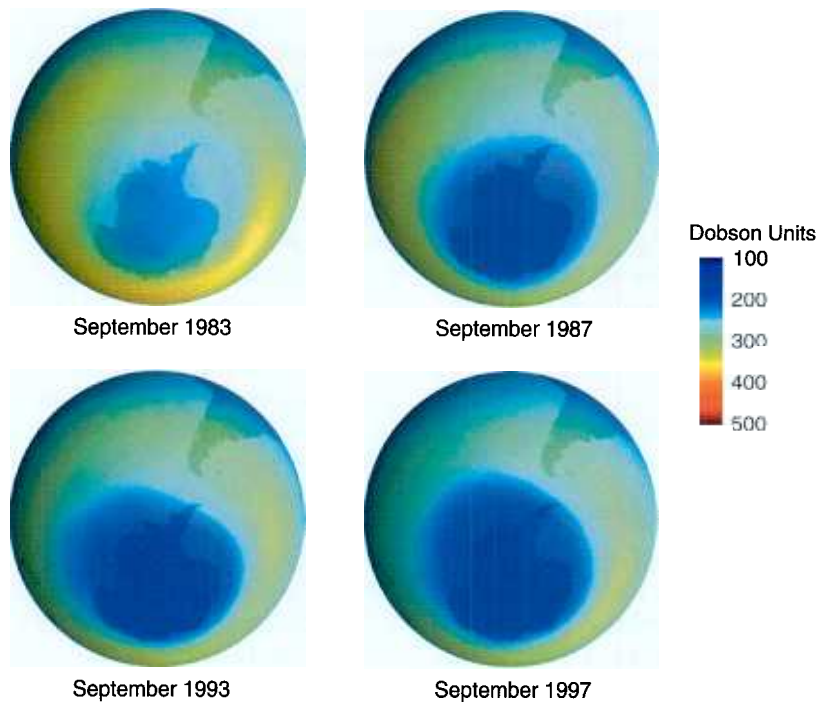 September 1983
September 1987
Dobson Units
100
200
300
400
500
September 1993
September 1997